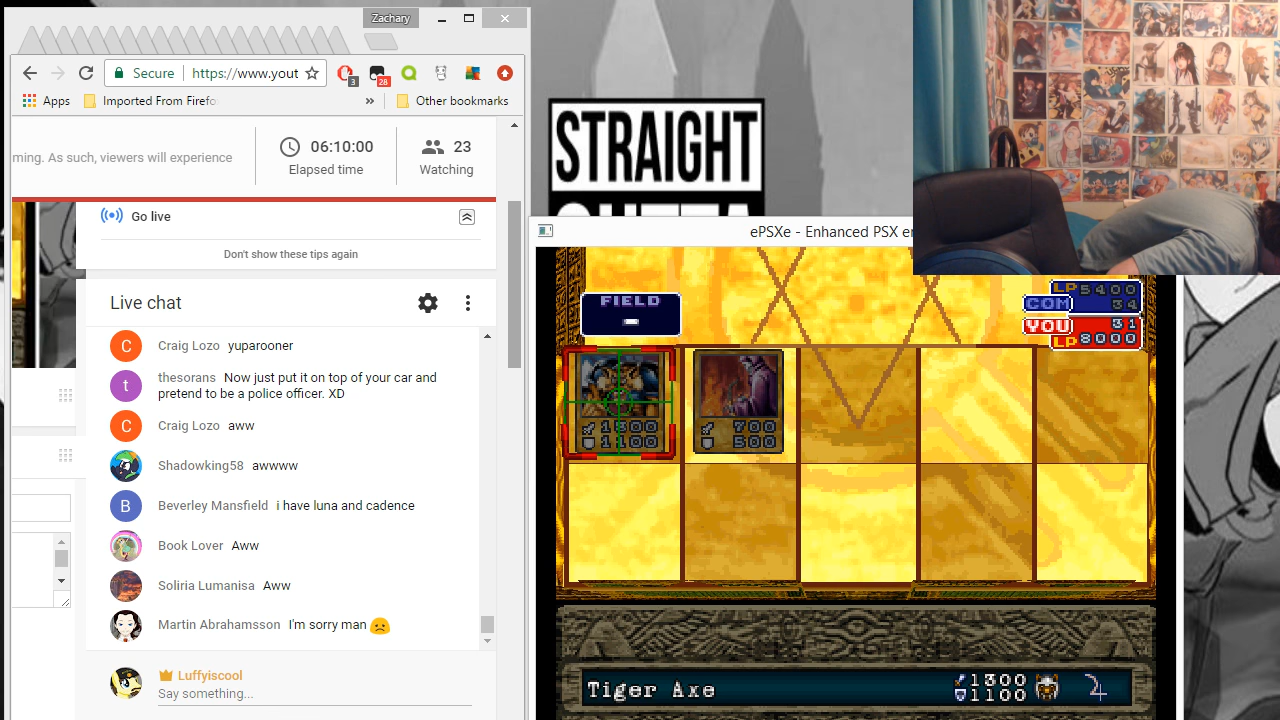 Zachary
Secure https://www.yout
3
28
Apps Imported From Firefo » Other bookmarks
ming. As such, viewers will experience
06:10:00
Elapsed time
23
Watching
Go live
Don't show these tips again
Live chat
C Craig Lozo yuparooner
t thesorans Now just put it on top of your car and
pretend to be a police officer. XD
C Craig Lozo aww
Shadowking58 awwww
B Beverley Mansfield i have luna and cadence
Book Lover Aww
Soliria Lumanisa Aww
Martin Abrahamsson I'm sorry man
Luffyiscool
Say something...
STRAIGHT
ePSXe - Enhanced PSX e
FIELD
LP 5400
COM 34
YOU 31
LP 8000
1300
1100
700
500
Tiger Axe
1300
1100